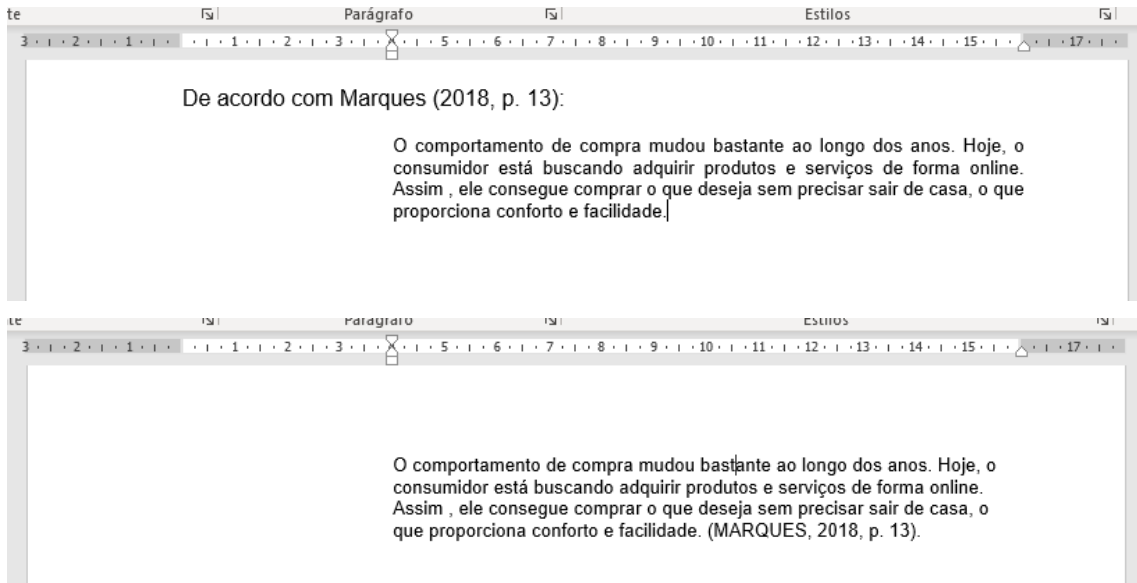 te Parágrafo Estilos
3 · 2 · 1 · · 1 · 2 · 3 · · 5 · 6 · 7 · 8 · 9 · 10 · 11 · 12 · 13 · 14 · 15 · · 17 ·
De acordo com Marques (2018, p. 13):
O comportamento de compra mudou bastante ao longo dos anos. Hoje, o
consumidor está buscando adquirir produtos e serviços de forma online.
Assim , ele consegue comprar o que deseja sem precisar sair de casa, o que
proporciona conforto e facilidade.
te Parágrafo Estilos
3 · 2 · 1 · · 1 · 2 · 3 · · 5 · 6 · 7 · 8 · 9 · 10 · 11 · 12 · 13 · 14 · 15 · · 17 ·
O comportamento de compra mudou bastante ao longo dos anos. Hoje, o
consumidor está buscando adquirir produtos e serviços de forma online.
Assim , ele consegue comprar o que deseja sem precisar sair de casa, o
que proporciona conforto e facilidade. (MARQUES, 2018, p. 13).